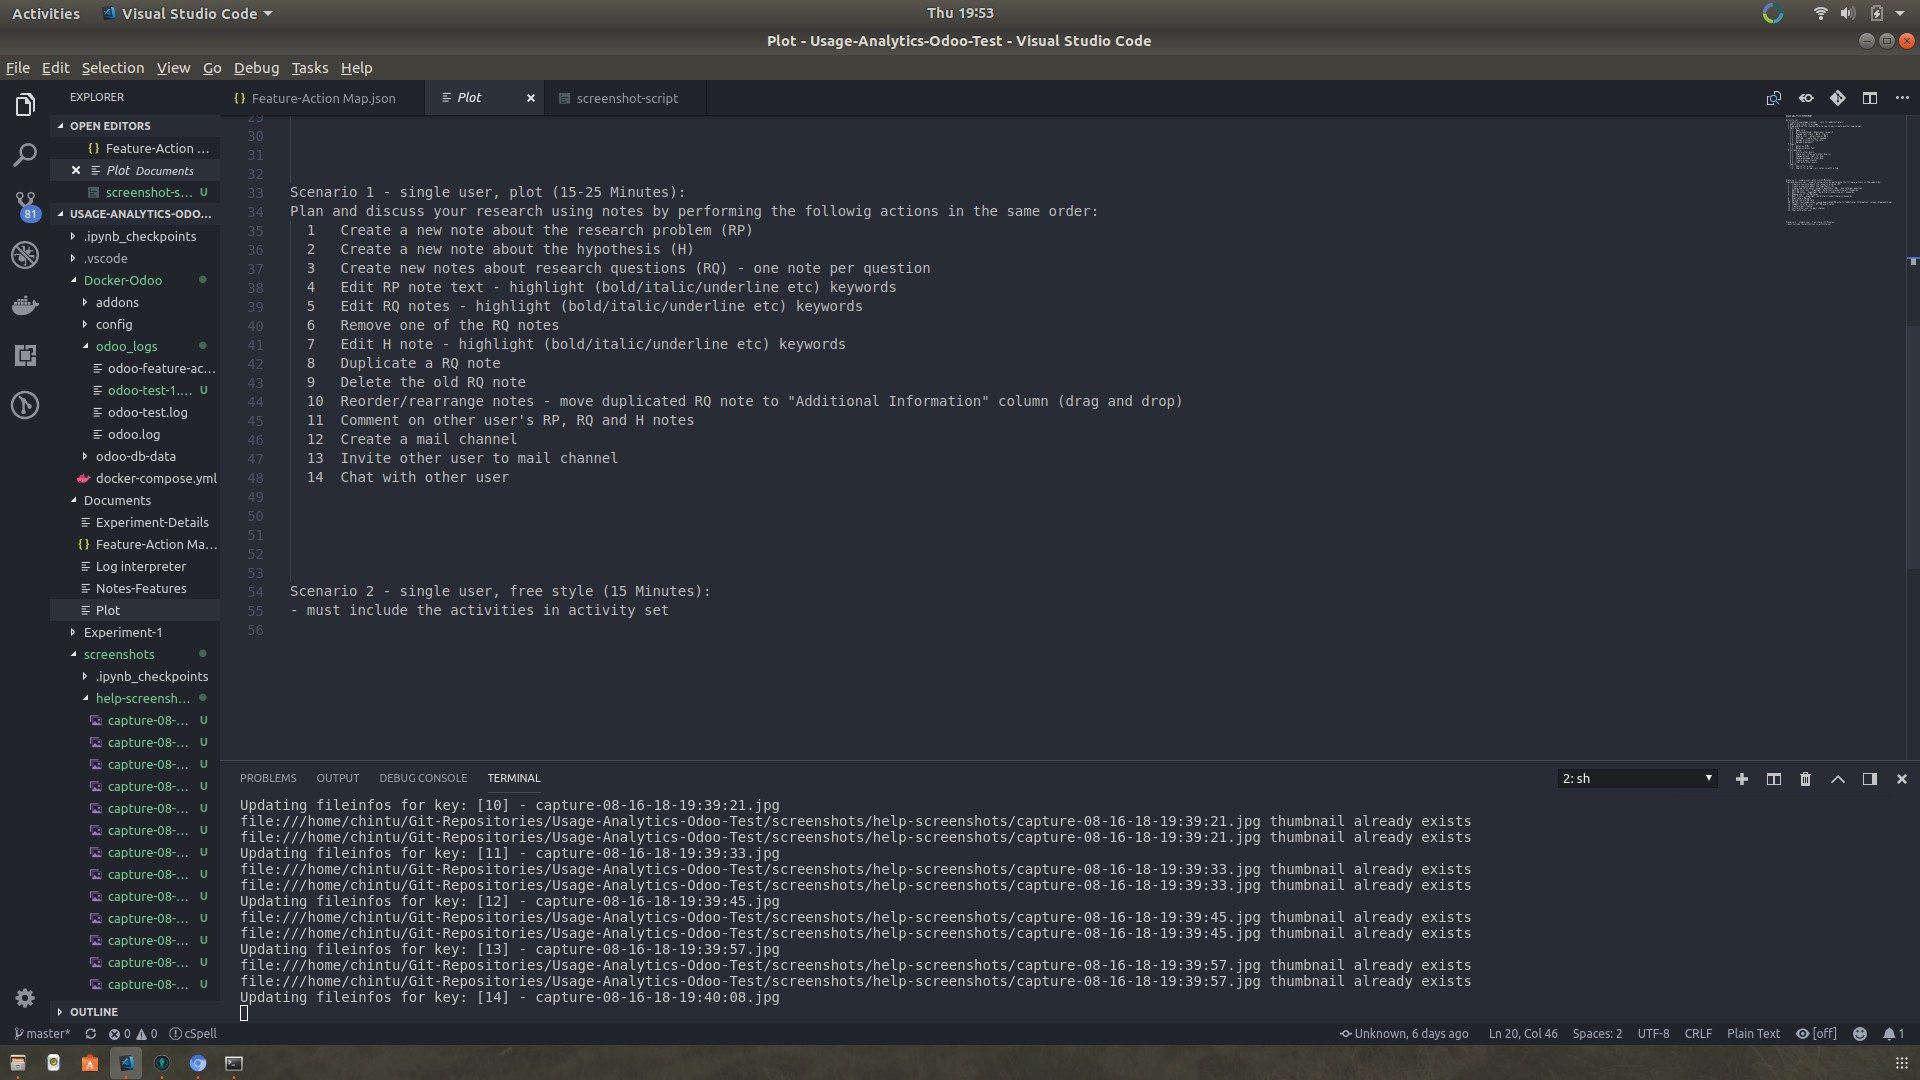 Activities
Visual Studio Code
Thu 19:53
Plot - Usage-Analytics-Odoo-Test - Visual Studio Code
File Edit Selection View Go Debug Tasks Help
EXPLORER
OPEN EDITORS
Feature-Action ...
Plot Documents
screenshot-s... U
81
USAGE-ANALYTICS-ODO...
.ipynb_checkpoints
.vscode
Docker-Odoo
addons
config
odoo_logs
odoo-feature-ac...
odoo-test-1.... U
odoo-test.log
odoo.log
odoo-db-data
docker-compose.yml
Documents
Experiment-Details
Feature-Action Ma...
Log interpreter
Notes-Features
Plot
Experiment-1
screenshots
.ipynb_checkpoints
help-screensh...
capture-08-... U
capture-08-... U
capture-08-... U
capture-08-... U
capture-08-... U
capture-08-... U
capture-08-... U
capture-08-... U
capture-08-... U
capture-08-... U
capture-08-... U
capture-08-... U
capture-08-... U
OUTLINE
Feature-Action Map.json
Plot
screenshot-script
29
30
31
32
33 Scenario 1 - single user, plot (15-25 Minutes):
34 Plan and discuss your research using notes by performing the followig actions in the same order:
35 1 Create a new note about the research problem (RP)
36 2 Create a new note about the hypothesis (H)
37 3 Create new notes about research questions (RQ) - one note per question
38 4 Edit RP note text - highlight (bold/italic/underline etc) keywords
39 5 Edit RQ notes - highlight (bold/italic/underline etc) keywords
40 6 Remove one of the RQ notes
41 7 Edit H note - highlight (bold/italic/underline etc) keywords
42 8 Duplicate a RQ note
43 9 Delete the old RQ note
44 10 Reorder/rearrange notes - move duplicated RQ note to "Additional Information" column (drag and drop)
45 11 Comment on other user's RP, RQ and H notes
46 12 Create a mail channel
47 13 Invite other user to mail channel
48 14 Chat with other user
49
50
51
52
53
54 Scenario 2 - single user, free style (15 Minutes):
55 - must include the activities in activity set
56
PROBLEMS OUTPUT DEBUG CONSOLE TERMINAL
2: sh
Updating fileinfos for key: [10] - capture-08-16-18-19:39:21.jpg
file:///home/chintu/Git-Repositories/Usage-Analytics-Odoo-Test/screenshots/help-screenshots/capture-08-16-18-19:39:21.jpg thumbnail already exists
file:///home/chintu/Git-Repositories/Usage-Analytics-Odoo-Test/screenshots/help-screenshots/capture-08-16-18-19:39:21.jpg thumbnail already exists
Updating fileinfos for key: [11] - capture-08-16-18-19:39:33.jpg
file:///home/chintu/Git-Repositories/Usage-Analytics-Odoo-Test/screenshots/help-screenshots/capture-08-16-18-19:39:33.jpg thumbnail already exists
file:///home/chintu/Git-Repositories/Usage-Analytics-Odoo-Test/screenshots/help-screenshots/capture-08-16-18-19:39:33.jpg thumbnail already exists
Updating fileinfos for key: [12] - capture-08-16-18-19:39:45.jpg
file:///home/chintu/Git-Repositories/Usage-Analytics-Odoo-Test/screenshots/help-screenshots/capture-08-16-18-19:39:45.jpg thumbnail already exists
file:///home/chintu/Git-Repositories/Usage-Analytics-Odoo-Test/screenshots/help-screenshots/capture-08-16-18-19:39:45.jpg thumbnail already exists
Updating fileinfos for key: [13] - capture-08-16-18-19:39:57.jpg
file:///home/chintu/Git-Repositories/Usage-Analytics-Odoo-Test/screenshots/help-screenshots/capture-08-16-18-19:39:57.jpg thumbnail already exists
file:///home/chintu/Git-Repositories/Usage-Analytics-Odoo-Test/screenshots/help-screenshots/capture-08-16-18-19:39:57.jpg thumbnail already exists
Updating fileinfos for key: [14] - capture-08-16-18-19:40:08.jpg
master* 0 0 cSpell
Unknown, 6 days ago Ln 20, Col 46 Spaces: 2 UTF-8 CRLF Plain Text [off] 1